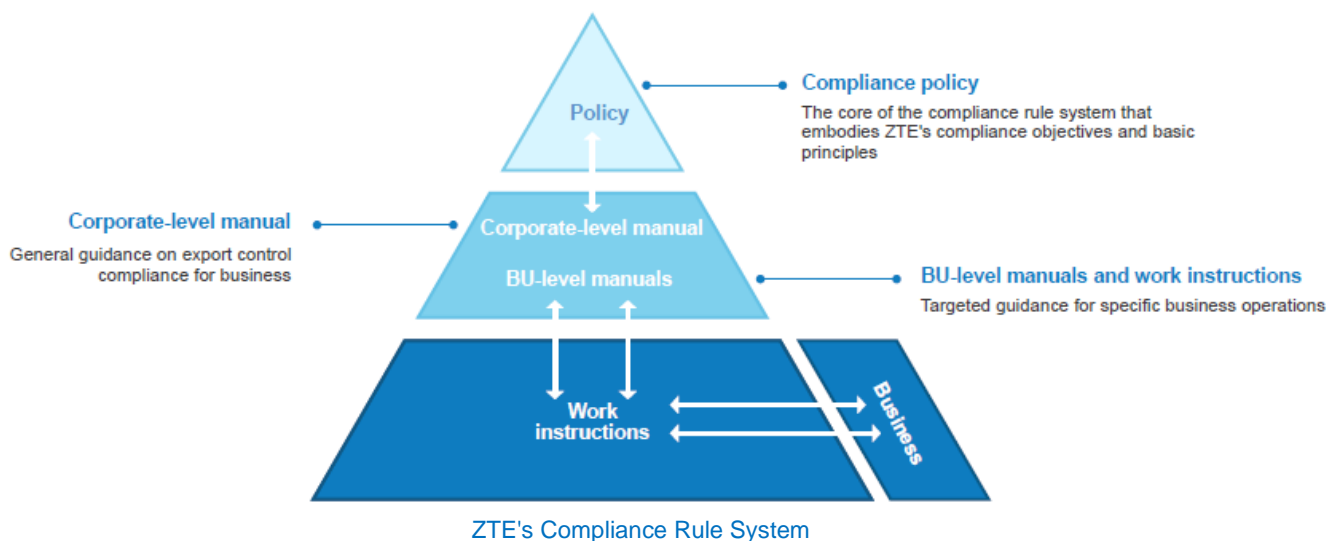 Policy
Compliance policy
The core of the compliance rule system that
embodies ZTE's compliance objectives and basic
principles
Corporate-level manual
General guidance on export control
compliance for business
Corporate-level manual
BU-level manuals
BU-level manuals and work instructions
Targeted guidance for specific business operations
Work
instructions
Business
ZTE's Compliance Rule System